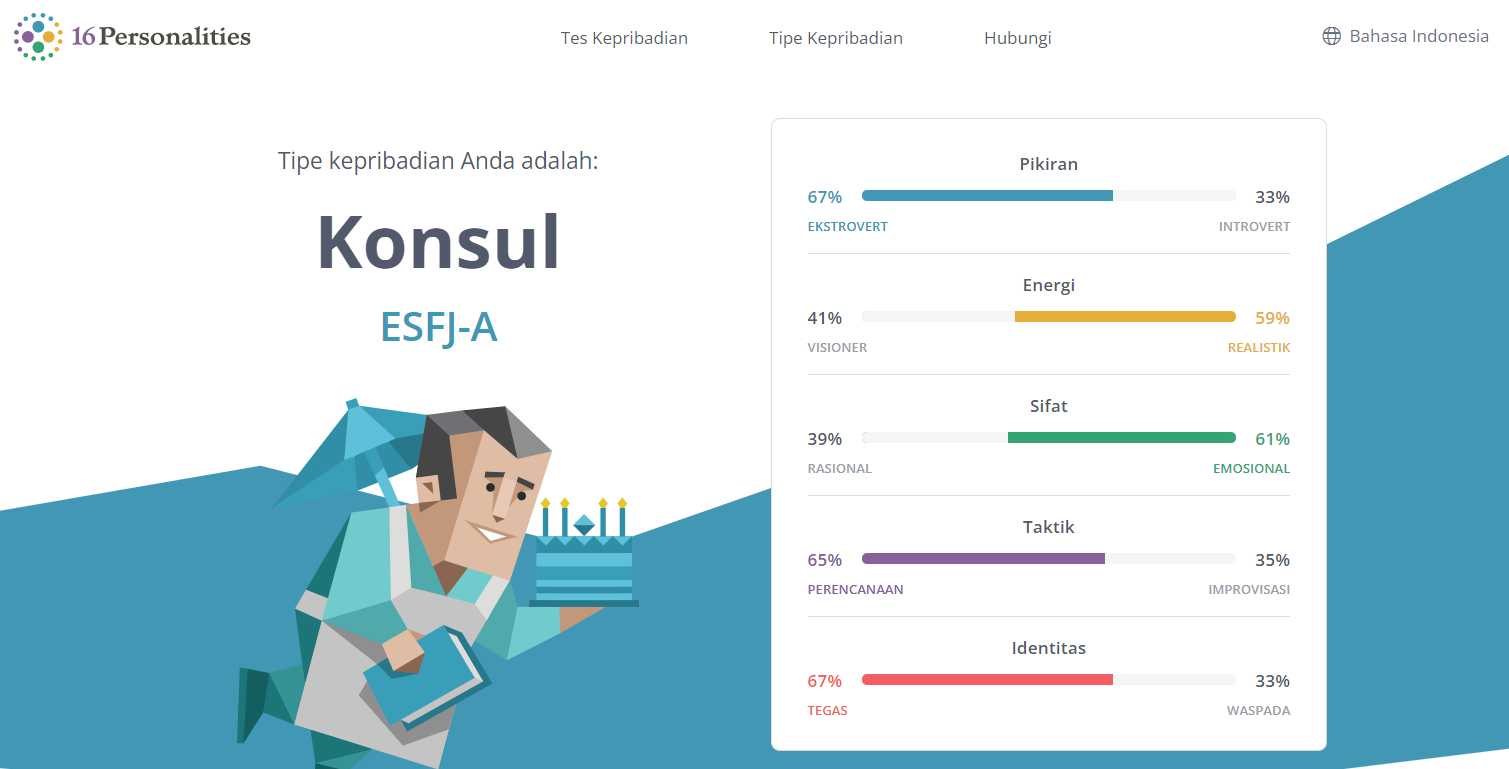 16Personalities
Tes Kepribadian
Tipe Kepribadian
Hubungi
Bahasa Indonesia
Tipe kepribadian Anda adalah:
Konsul
ESFJ-A
Pikiran
67% 33%
EKSTROVERT INTROVERT
Energi
41% 59%
VISIONER REALISTIK
Sifat
39% 61%
RASIONAL EMOSIONAL
Taktik
65% 35%
PERENCANAAN IMPROVISASI
Identitas
67% 33%
TEGAS WASPADA